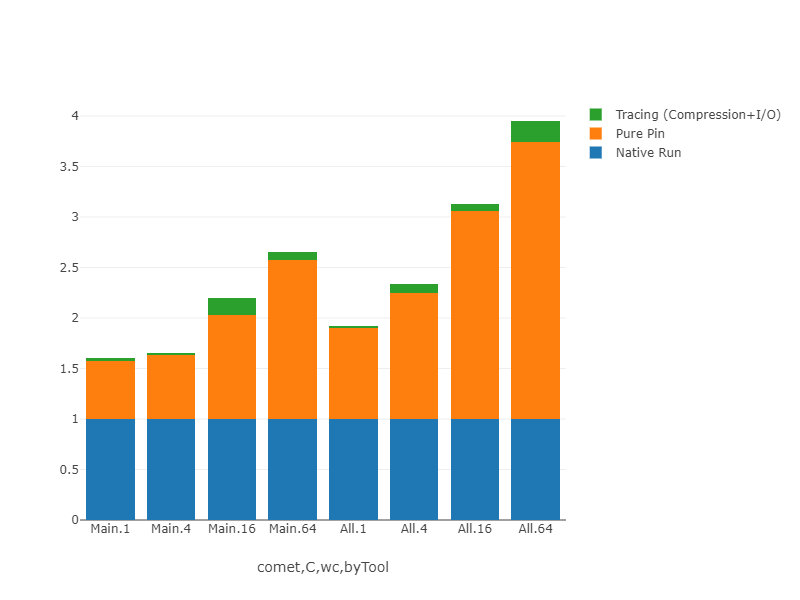 Tracing (Compression+I/O)
Pure Pin
Native Run
4
3.5
3
2.5
2
1.5
1
0.5
0
Main.1 Main.4 Main.16 Main.64 All.1 All.4 All.16 All.64
comet,C,wc,byTool